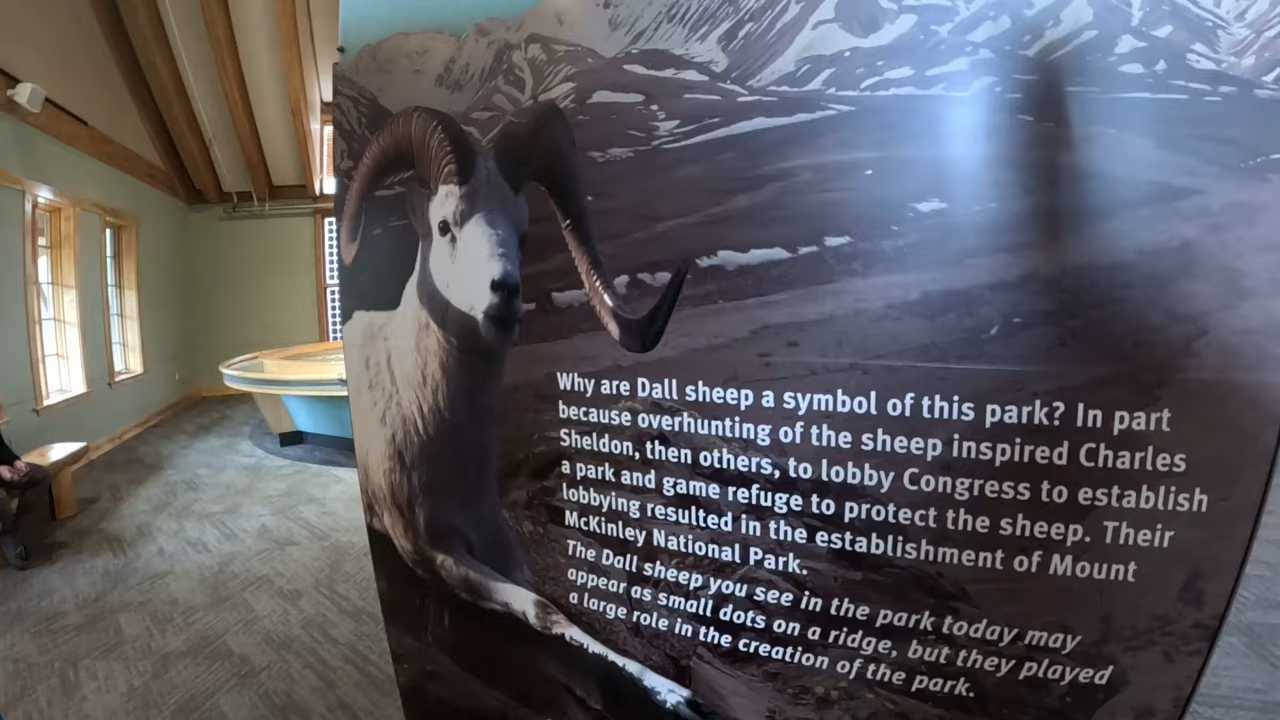 Why are Dall sheep a symbol of this park? In part
because overhunting of the sheep inspired Charles
Sheldon, then others, to lobby Congress to establish
a park and game refuge to protect the sheep. Their
lobbying resulted in the establishment of Mount
McKinley National Park.
The Dall sheep you see in the park today may
appear as small dots on a ridge, but they played
a large role in the creation of the park.